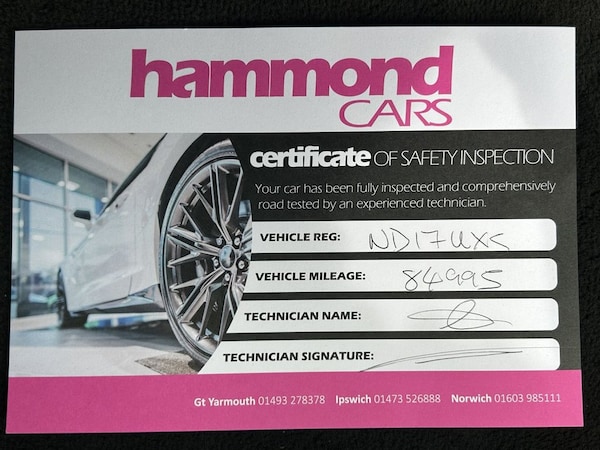 hammond
CARS
certificate OF SAFETY INSPECTION
Your car has been fully inspected and comprehensively
road tested by an experienced technician.
VEHICLE REG: ND17UXS
VEHICLE MILEAGE: 84995
TECHNICIAN NAME:
TECHNICIAN SIGNATURE:
Gt Yarmouth 01493 278378 Ipswich 01473 526888 Norwich 01603 985111